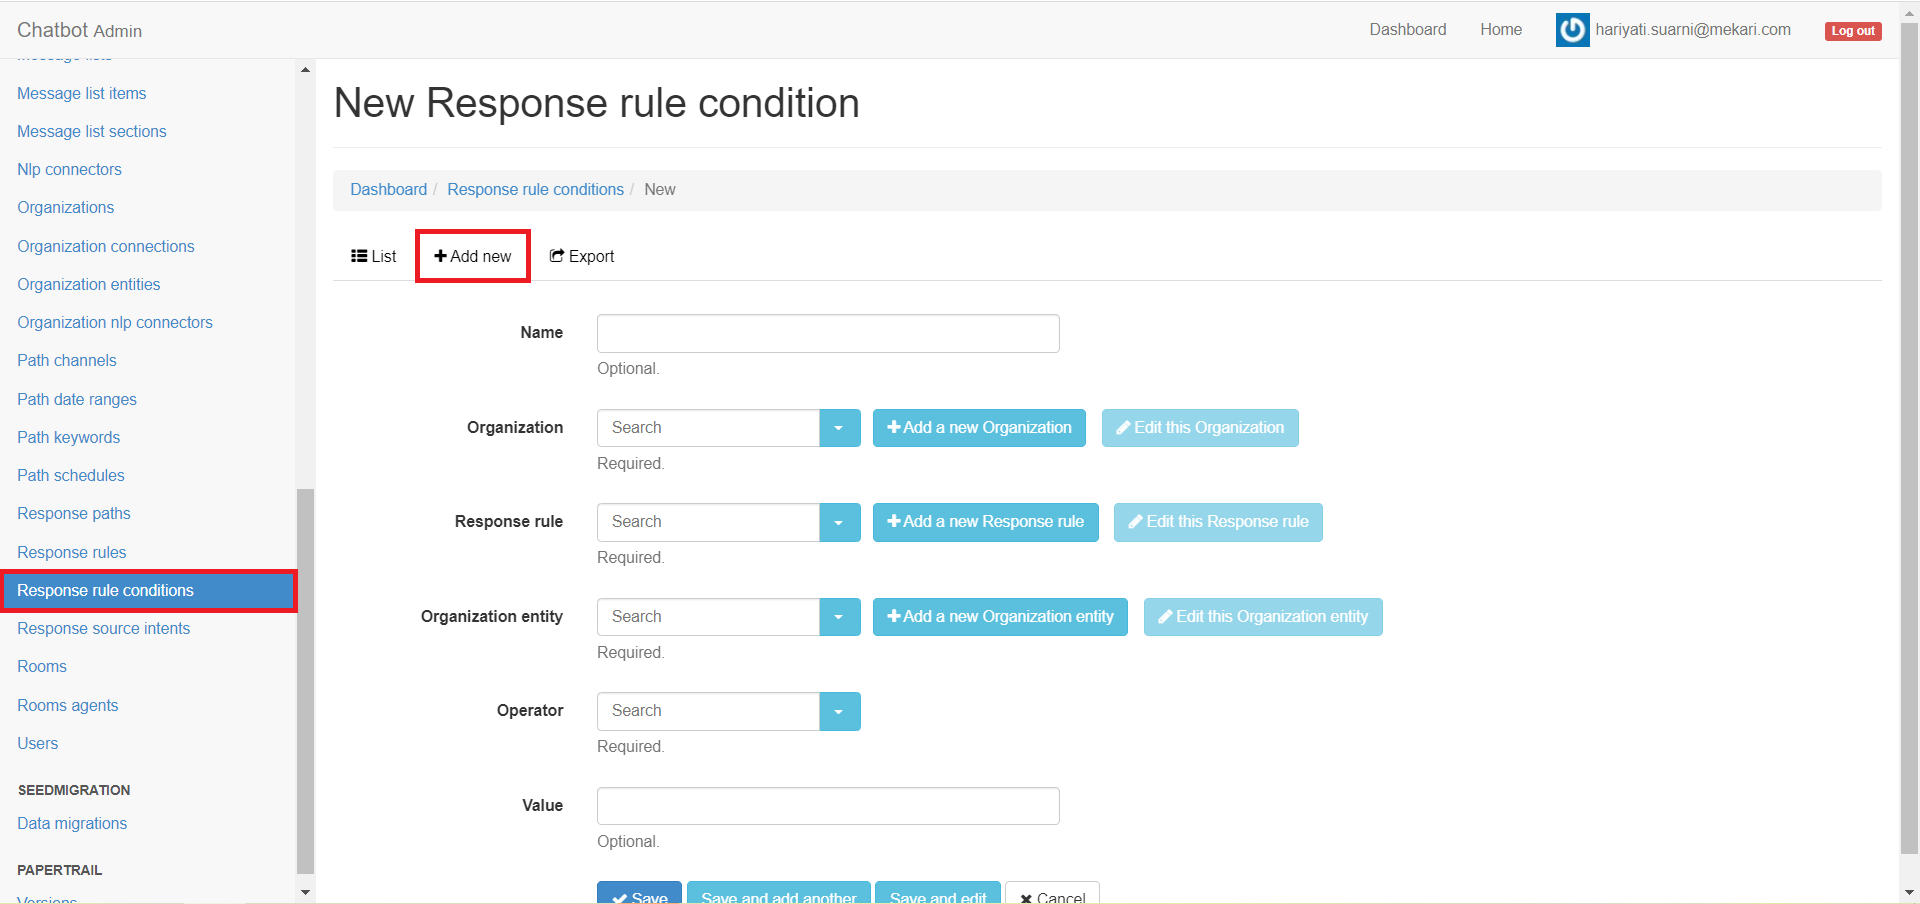 Chatbot Admin
Dashboard
Home
hariyati.suarni@mekari.com
Log out
Message lists
Message list items
Message list sections
Nlp connectors
Organizations
Organization connections
Organization entities
Organization nlp connectors
Path channels
Path date ranges
Path keywords
Path schedules
Response paths
Response rules
Response rule conditions
Response source intents
Rooms
Rooms agents
Users
SEEDMIGRATION
Data migrations
PAPERTRAIL
Versions
New Response rule condition
Dashboard / Response rule conditions / New
List
Add new
Export
Name
Optional.
Organization
Search
Add a new Organization
Edit this Organization
Required.
Response rule
Search
Add a new Response rule
Edit this Response rule
Required.
Organization entity
Search
Add a new Organization entity
Edit this Organization entity
Required.
Operator
Search
Required.
Value
Optional.
Save
Save and add another
Save and edit
Cancel